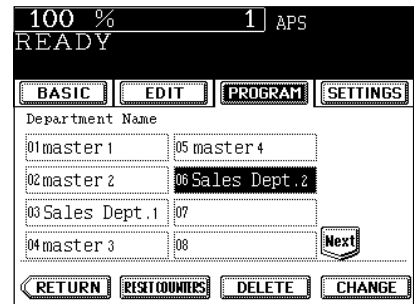 100 % 1 APS
READY
BASIC EDIT PROGRAM SETTINGS
Department Name
01 master 1 05 master 4
02 master 2 06 Sales Dept.2
03 Sales Dept.1 07
04 master 3 08
Next
RETURN RESET COUNTERS DELETE CHANGE